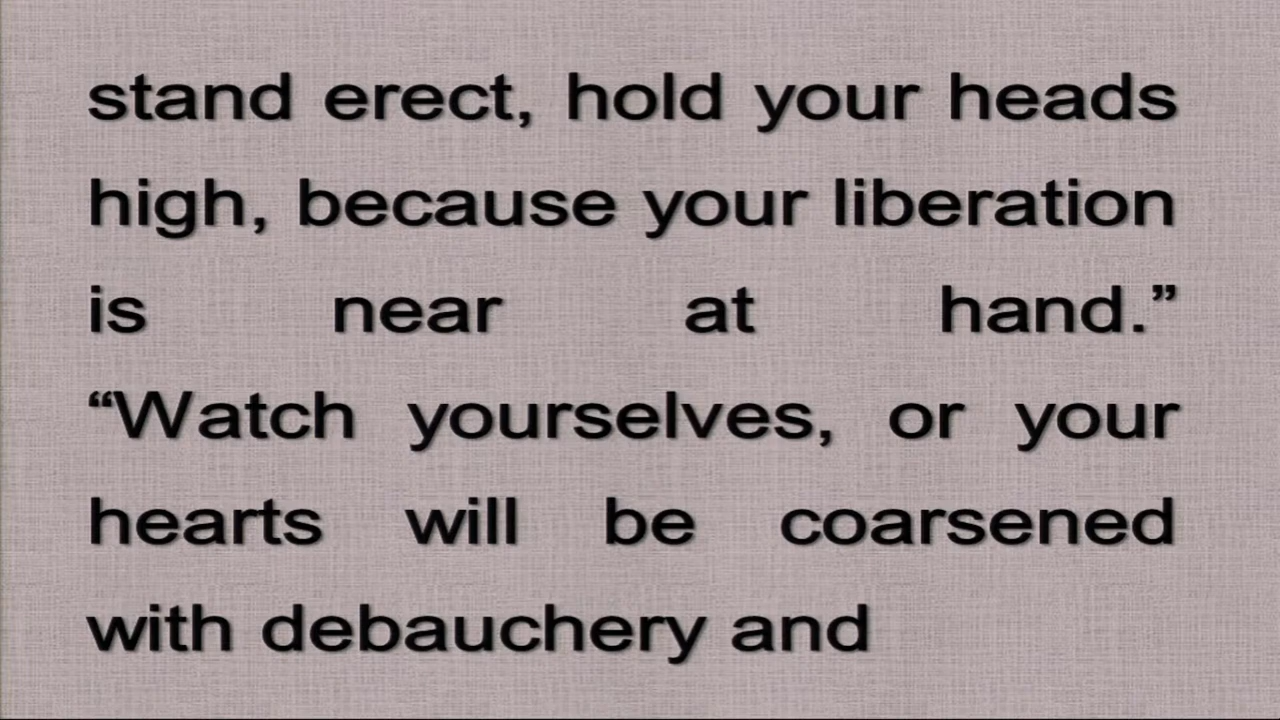 stand erect, hold your heads
high, because your liberation
is near at hand.”
“Watch yourselves, or your
hearts will be coarsened
with debauchery and